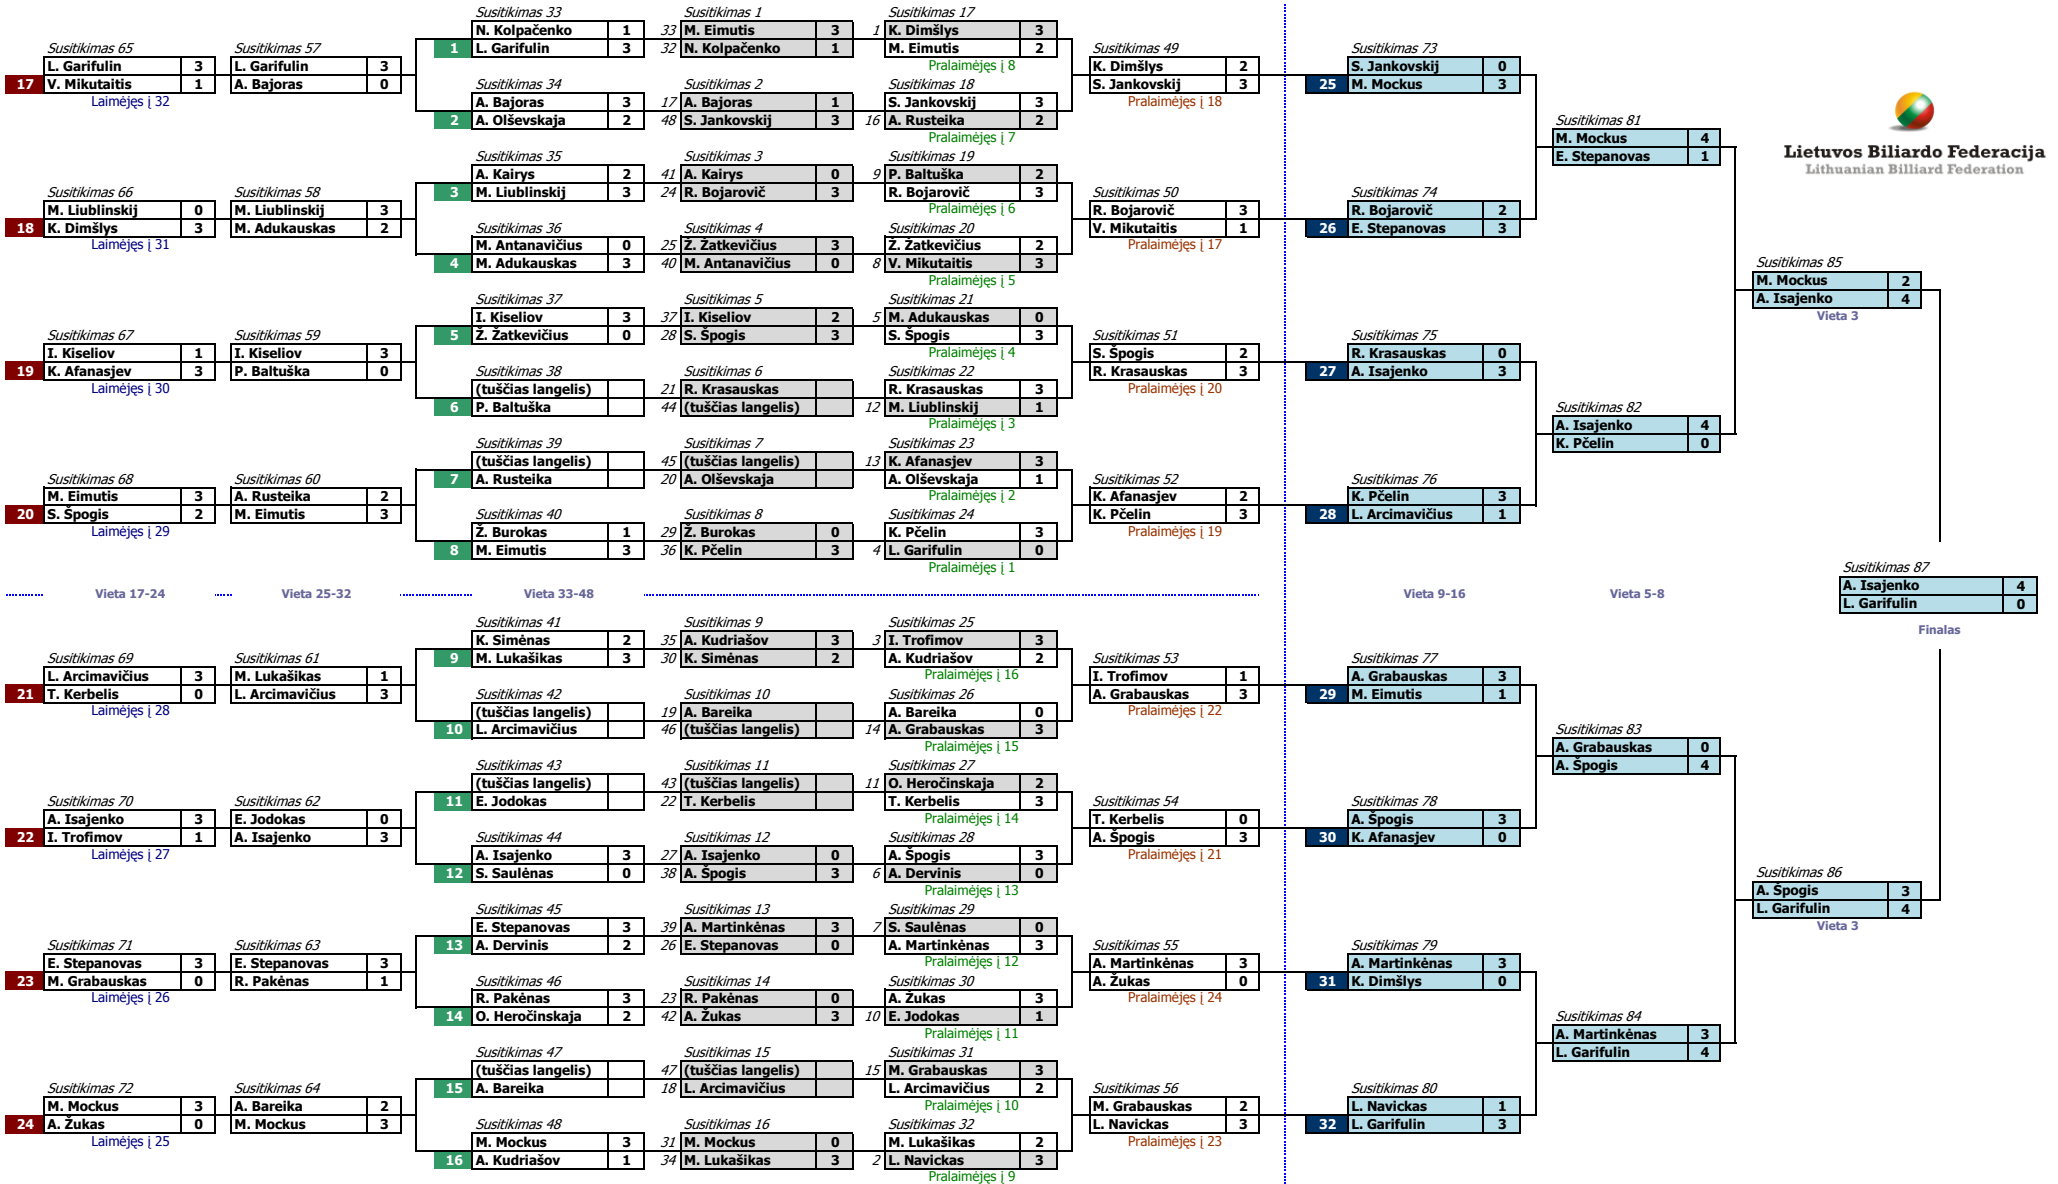 Susitikimas 65
L. Garifulin 3
17 V. Mikutaitis 1
Laimėjęs į 32
Susitikimas 66
M. Liublinskij 0
18 K. Dimšlys 3
Laimėjęs į 31
Susitikimas 67
I. Kiseliov 1
19 K. Afanasjev 3
Laimėjęs į 30
Susitikimas 68
M. Eimutis 3
20 S. Špogis 2
Laimėjęs į 29
Vieta 17-24
Susitikimas 69
L. Arcimavičius 3
21 T. Kerbelis 0
Laimėjęs į 28
Susitikimas 70
A. Isajenko 3
22 I. Trofimov 1
Laimėjęs į 27
Susitikimas 71
E. Stepanovas 3
23 M. Grabauskas 0
Laimėjęs į 26
Susitikimas 72
M. Mockus 3
24 A. Žukas 0
Laimėjęs į 25
Susitikimas 57
L. Garifulin 3
A. Bajoras 0
Susitikimas 58
M. Liublinskij 3
M. Adukauskas 2
Susitikimas 59
I. Kiseliov 3
P. Baltuška 0
Susitikimas 60
A. Rusteika 2
M. Eimutis 3
Vieta 25-32
Susitikimas 61
M. Lukašikas 1
L. Arcimavičius 3
Susitikimas 62
E. Jodokas 0
A. Isajenko 3
Susitikimas 63
E. Stepanovas 3
R. Pakėnas 1
Susitikimas 64
A. Bareika 2
M. Mockus 3
Susitikimas 33
N. Kolpačenko 1
1 L. Garifulin 3
Susitikimas 34
A. Bajoras 3
2 A. Olševskaja 2
Susitikimas 35
A. Kairys 2
3 M. Liublinskij 3
Susitikimas 36
M. Antanavičius 0
4 M. Adukauskas 3
Susitikimas 37
I. Kiseliov 3
5 Ž. Žatkevičius 0
Susitikimas 38
(tuščias langelis)
6 P. Baltuška
Susitikimas 39
(tuščias langelis)
7 A. Rusteika
Susitikimas 40
Ž. Burokas 1
8 M. Eimutis 3
Vieta 33-48
Susitikimas 41
K. Simėnas 2
9 M. Lukašikas 3
Susitikimas 42
(tuščias langelis)
10 L. Arcimavičius
Susitikimas 43
(tuščias langelis)
11 E. Jodokas
Susitikimas 44
A. Isajenko 3
12 S. Saulėnas 0
Susitikimas 45
E. Stepanovas 3
13 A. Dervinis 2
Susitikimas 46
R. Pakėnas 3
14 O. Heročinskaja 2
Susitikimas 47
(tuščias langelis)
15 A. Bareika
Susitikimas 48
M. Mockus 3
16 A. Kudriašov 1
Susitikimas 1
33 M. Eimutis 3
32 N. Kolpačenko 1
Susitikimas 2
17 A. Bajoras 1
48 S. Jankovskij 3
Susitikimas 3
41 A. Kairys 0
24 R. Bojarovič 3
Susitikimas 4
25 Ž. Žatkevičius 3
40 M. Antanavičius 0
Susitikimas 5
37 I. Kiseliov 2
28 S. Špogis 3
Susitikimas 6
21 R. Krasauskas
44 (tuščias langelis)
Susitikimas 7
45 (tuščias langelis)
20 A. Olševskaja
Susitikimas 8
29 Ž. Burokas 0
36 K. Pčelin 3
Susitikimas 9
35 A. Kudriašov 3
30 K. Simėnas 2
Susitikimas 10
19 A. Bareika
46 (tuščias langelis)
Susitikimas 11
43 (tuščias langelis)
22 T. Kerbelis
Susitikimas 12
27 A. Isajenko 0
38 A. Špogis 3
Susitikimas 13
39 A. Martinkėnas 3
26 E. Stepanovas 0
Susitikimas 14
23 R. Pakėnas 0
42 A. Žukas 3
Susitikimas 15
47 (tuščias langelis)
18 L. Arcimavičius
Susitikimas 16
31 M. Mockus 0
34 M. Lukašikas 3
Susitikimas 17
1 K. Dimšlys 3
M. Eimutis 2
Pralaimėjęs į 8
Susitikimas 18
S. Jankovskij 3
16 A. Rusteika 2
Pralaimėjęs į 7
Susitikimas 19
9 P. Baltuška 2
R. Bojarovič 3
Pralaimėjęs į 6
Susitikimas 20
Ž. Žatkevičius 2
8 V. Mikutaitis 3
Pralaimėjęs į 5
Susitikimas 21
5 M. Adukauskas 0
S. Špogis 3
Pralaimėjęs į 4
Susitikimas 22
R. Krasauskas 3
12 M. Liublinskij 1
Pralaimėjęs į 3
Susitikimas 23
13 K. Afanasjev 3
A. Olševskaja 1
Pralaimėjęs į 2
Susitikimas 24
K. Pčelin 3
4 L. Garifulin 0
Pralaimėjęs į 1
Susitikimas 25
3 I. Trofimov 3
A. Kudriašov 2
Pralaimėjęs į 16
Susitikimas 26
A. Bareika 0
14 A. Grabauskas 3
Pralaimėjęs į 15
Susitikimas 27
11 O. Heročinskaja 2
T. Kerbelis 3
Pralaimėjęs į 14
Susitikimas 28
A. Špogis 3
6 A. Dervinis 0
Pralaimėjęs į 13
Susitikimas 29
7 S. Saulėnas 0
A. Martinkėnas 3
Pralaimėjęs į 12
Susitikimas 30
A. Žukas 3
10 E. Jodokas 1
Pralaimėjęs į 11
Susitikimas 31
15 M. Grabauskas 3
L. Arcimavičius 2
Pralaimėjęs į 10
Susitikimas 32
M. Lukašikas 2
2 L. Navickas 3
Pralaimėjęs į 9
Susitikimas 49
K. Dimšlys 2
S. Jankovskij 3
Pralaimėjęs į 18
Susitikimas 50
R. Bojarovič 3
V. Mikutaitis 1
Pralaimėjęs į 17
Susitikimas 51
S. Špogis 2
R. Krasauskas 3
Pralaimėjęs į 20
Susitikimas 52
K. Afanasjev 2
K. Pčelin 3
Pralaimėjęs į 19
Susitikimas 53
I. Trofimov 1
A. Grabauskas 3
Pralaimėjęs į 22
Susitikimas 54
T. Kerbelis 0
A. Špogis 3
Pralaimėjęs į 21
Susitikimas 55
A. Martinkėnas 3
A. Žukas 0
Pralaimėjęs į 24
Susitikimas 56
M. Grabauskas 2
L. Navickas 3
Pralaimėjęs į 23
Susitikimas 73
S. Jankovskij 0
25 M. Mockus 3
Susitikimas 74
R. Bojarovič 2
26 E. Stepanovas 3
Susitikimas 75
R. Krasauskas 0
27 A. Isajenko 3
Susitikimas 76
K. Pčelin 3
28 L. Arcimavičius 1
Vieta 9-16
Susitikimas 77
A. Grabauskas 3
29 M. Eimutis 1
Susitikimas 78
A. Špogis 3
30 K. Afanasjev 0
Susitikimas 79
A. Martinkėnas 3
31 K. Dimšlys 0
Susitikimas 80
L. Navickas 1
32 L. Garifulin 3
Susitikimas 81
M. Mockus 4
E. Stepanovas 1
Susitikimas 82
A. Isajenko 4
K. Pčelin 0
Vieta 5-8
Susitikimas 83
A. Grabauskas 0
A. Špogis 4
Susitikimas 84
A. Martinkėnas 3
L. Garifulin 4
Lietuvos Biliardo Federacija
Lithuanian Billiard Federation
Susitikimas 85
M. Mockus 2
A. Isajenko 4
Vieta 3
Susitikimas 87
A. Isajenko 4
L. Garifulin 0
Finalas
Susitikimas 86
A. Špogis 3
L. Garifulin 4
Vieta 3